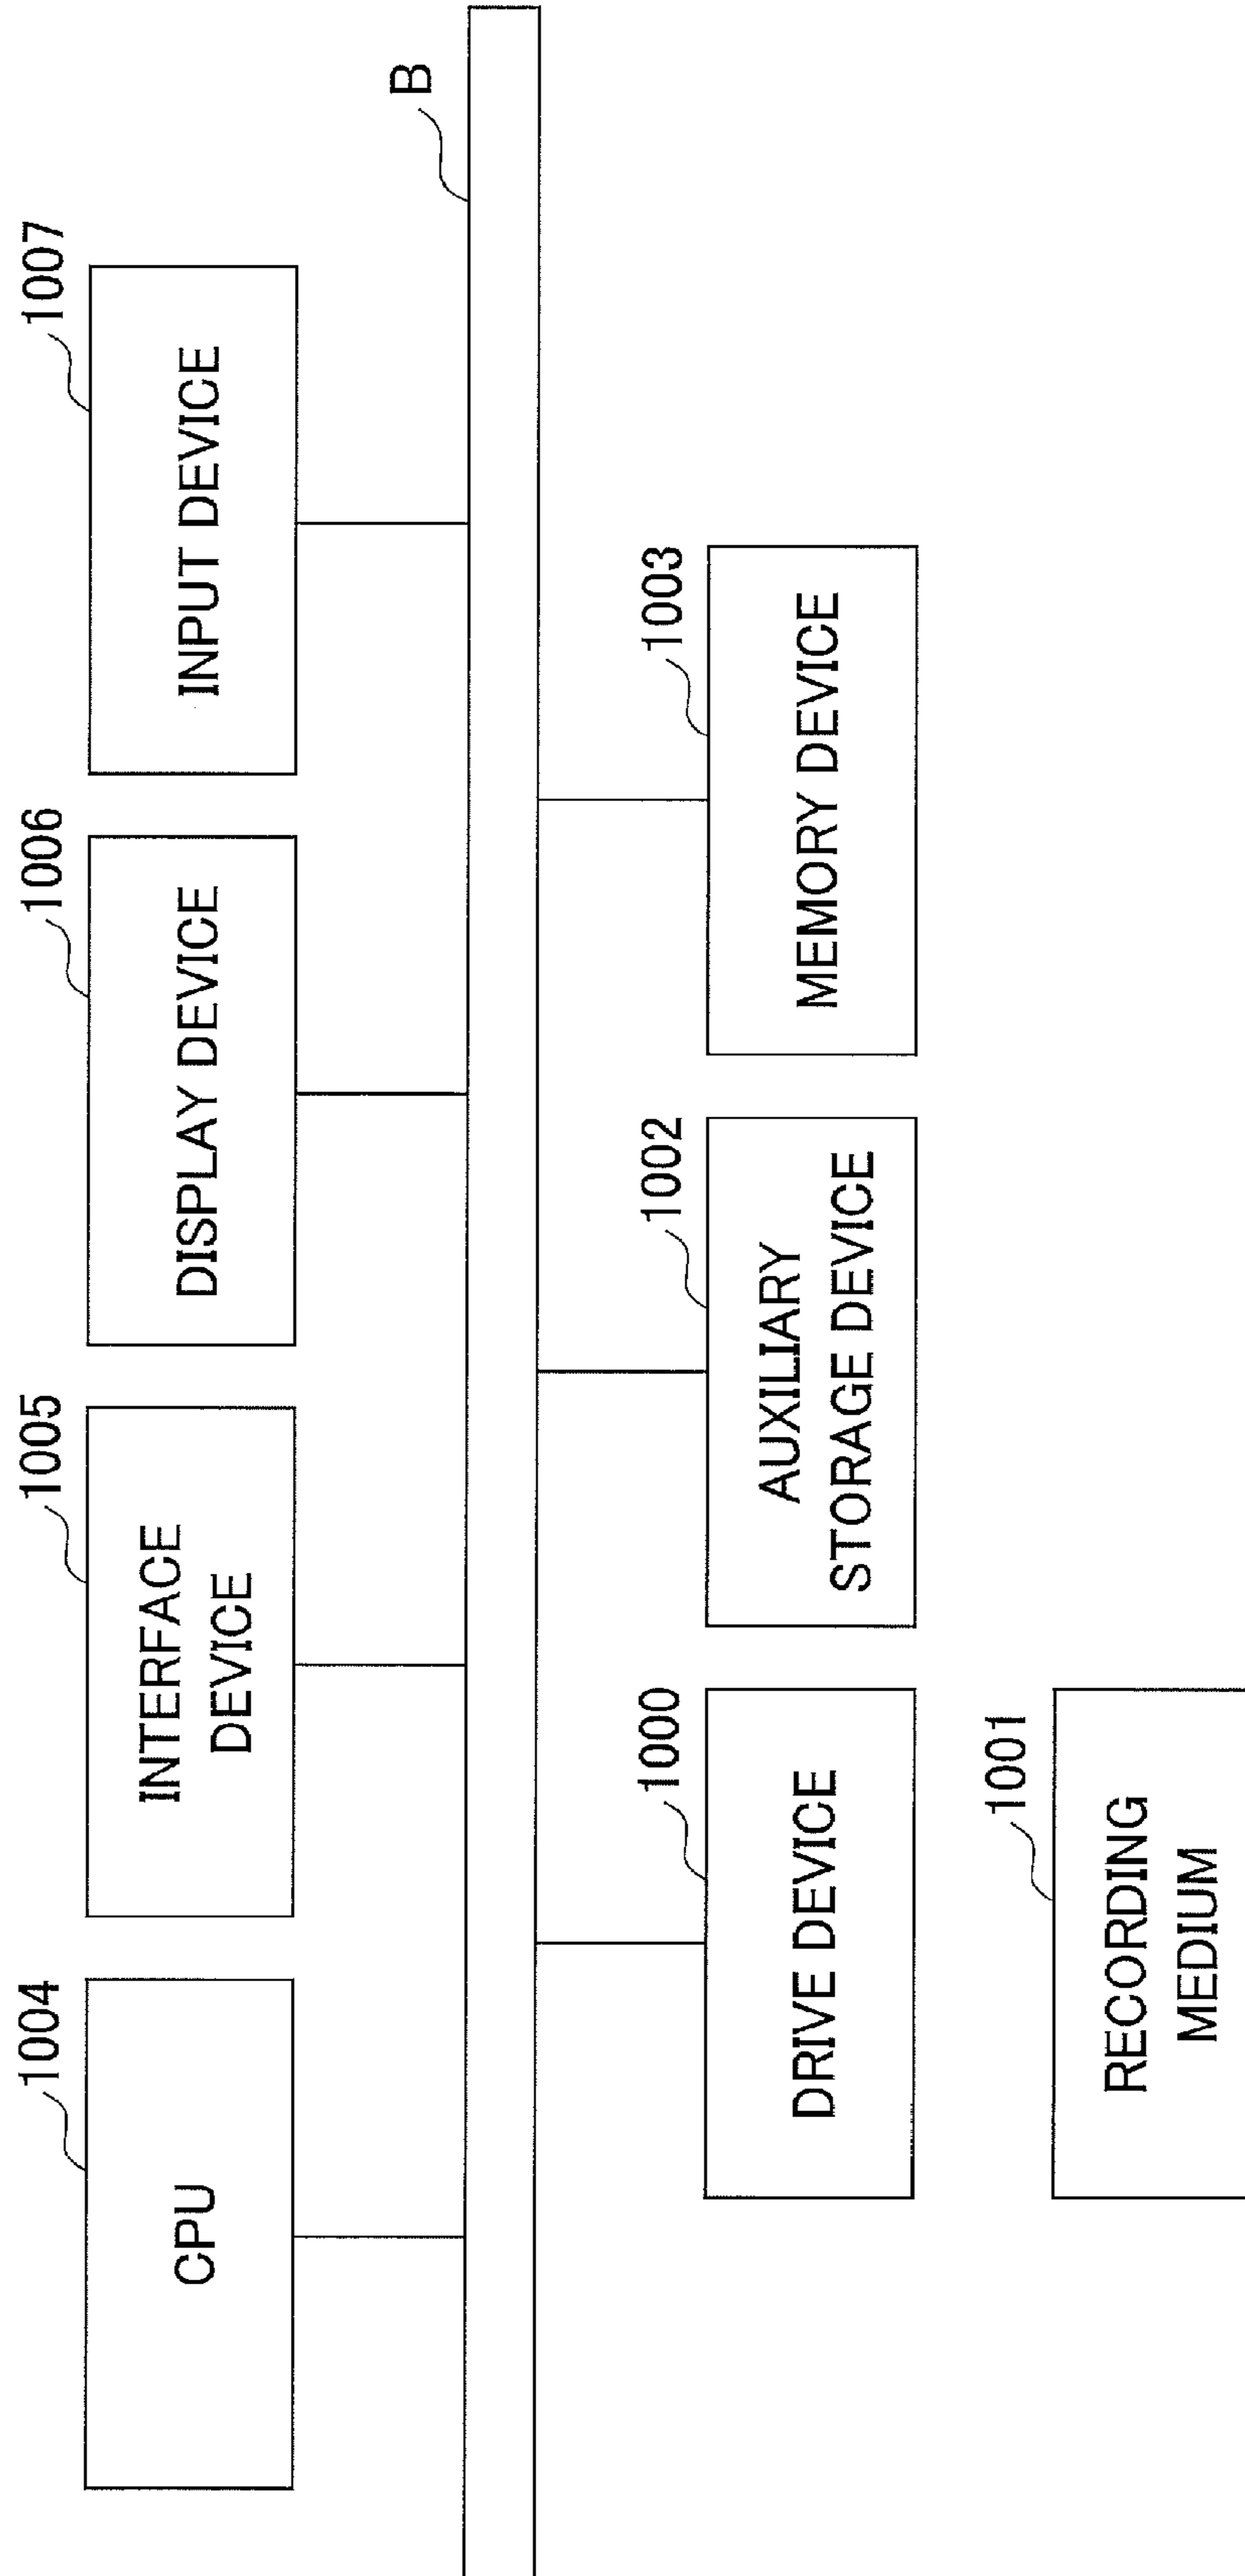 1004
CPU
1005
INTERFACE
DEVICE
1006
DISPLAY DEVICE
1007
INPUT DEVICE
B
1000
DRIVE DEVICE
1002
AUXILIARY
STORAGE DEVICE
1003
MEMORY DEVICE
1001
RECORDING
MEDIUM